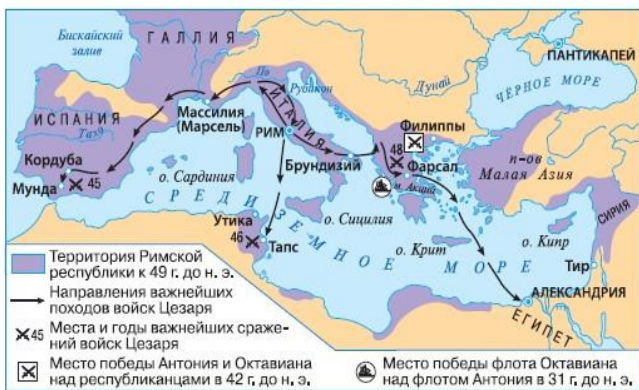 Бискайский
залив
ГАЛЛИЯ
ПАНТИКАПЕЙ
ЧЁРНОЕ МОРЕ
Дунай
По
Рубикон
ИТАЛИЯ
Массилия
(Марсель)
РИМ
ИСПАНИЯ
Тахо
Кордуба
Мунда
45
о. Сардиния
Брундизий
Филиппы
48
Фарсал
м. Акций
п-ов
Малая Азия
СРЕДИЗЕМНОЕ МОРЕ
Утика
46
Тапс
о. Сицилия
о. Крит
о. Кипр
СИРИЯ
Тир
АЛЕКСАНДРИЯ
ЕГИПЕТ
Территория Римской
республики к 49 г. до н. э.
Направления важнейших
походов войск Цезаря
45 Места и годы важнейших сраже-
ний войск Цезаря
Место победы Антония и Октавиана
над республиканцами в 42 г. до н. э.
Место победы флота Октавиана
над флотом Антония в 31 г. до н. э.